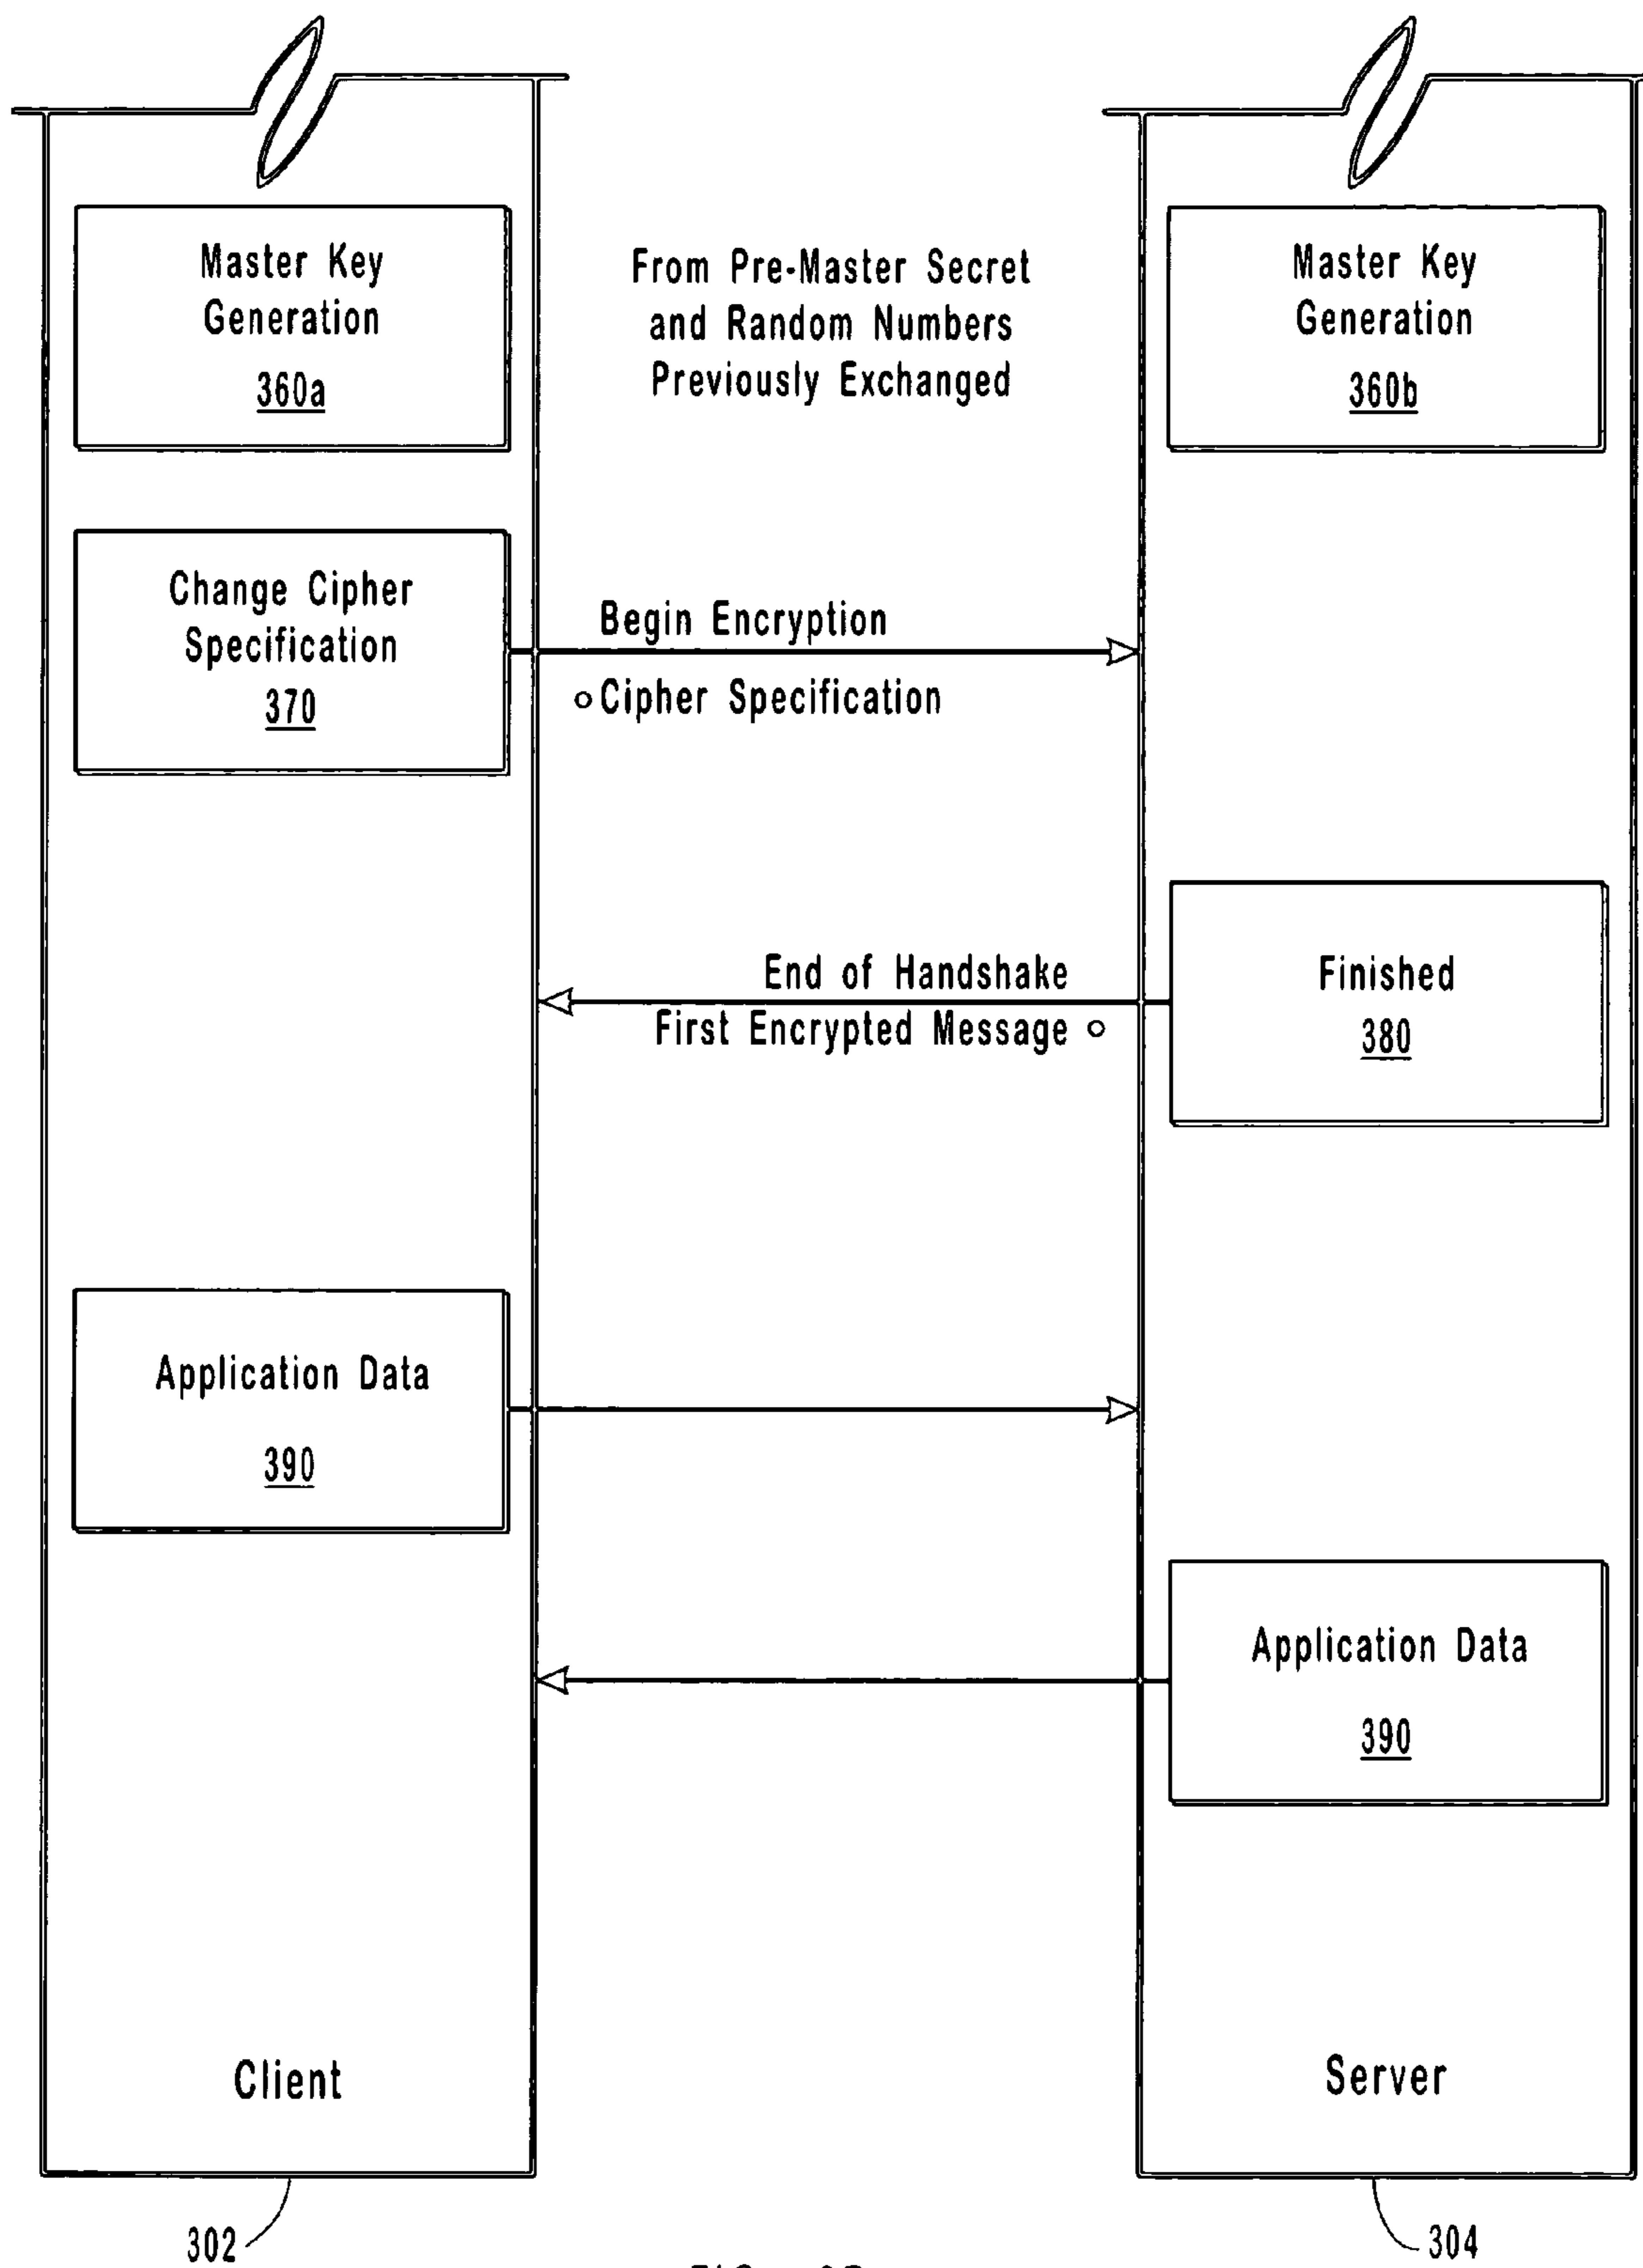 Master Key
Generation
360a
From Pre-Master Secret
and Random Numbers
Previously Exchanged
Master Key
Generation
360b
Change Cipher
Specification
370
Begin Encryption
○ Cipher Specification
End of Handshake
First Encrypted Message ○
Finished
380
Application Data
390
Application Data
390
Client
Server
302
304